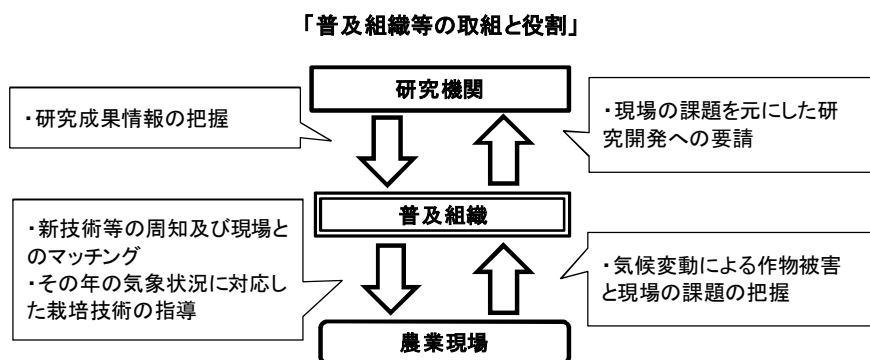 「普及組織等の取組と役割」
研究機関
・研究成果情報の把握
・現場の課題を元にした研
究開発への要請
普及組織
・新技術等の周知及び現場と
のマッチング
・その年の気象状況に対応し
た栽培技術の指導
・気候変動による作物被害
と現場の課題の把握
農業現場